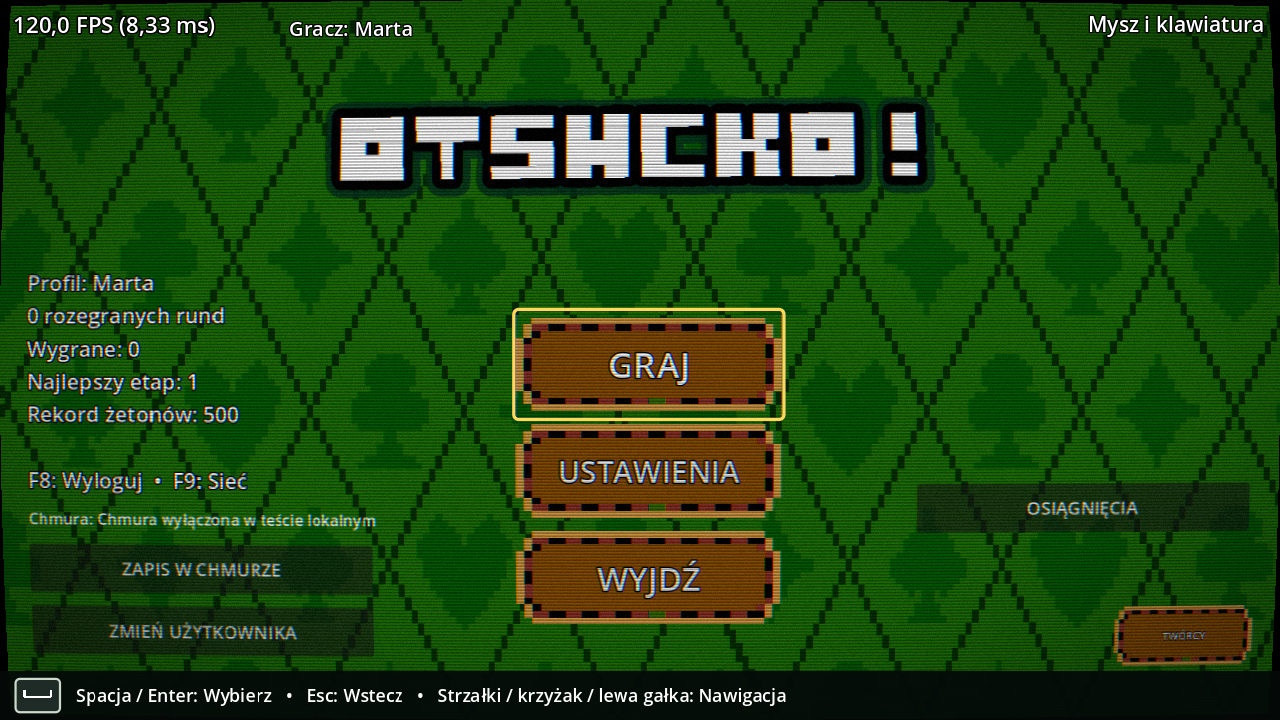 120,0 FPS (8,33 ms)
Gracz: Marta
Mysz i klawiatura
OTSHCKO!
Profil: Marta
0 rozegranych rund
Wygrane: 0
Najlepszy etap: 1
Rekord żetonów: 500
F8: Wyloguj • F9: Sieć
Chmura: Chmura wyłączona w teście lokalnym
ZAPIS W CHMURZE
ZMIEŃ UŻYTKOWNIKA
GRAJ
USTAWIENIA
WYJDŹ
OSIĄGNIĘCIA
TWÓRCY
Spacja / Enter: Wybierz • Esc: Wstecz • Strzałki / krzyżak / lewa gałka: Nawigacja